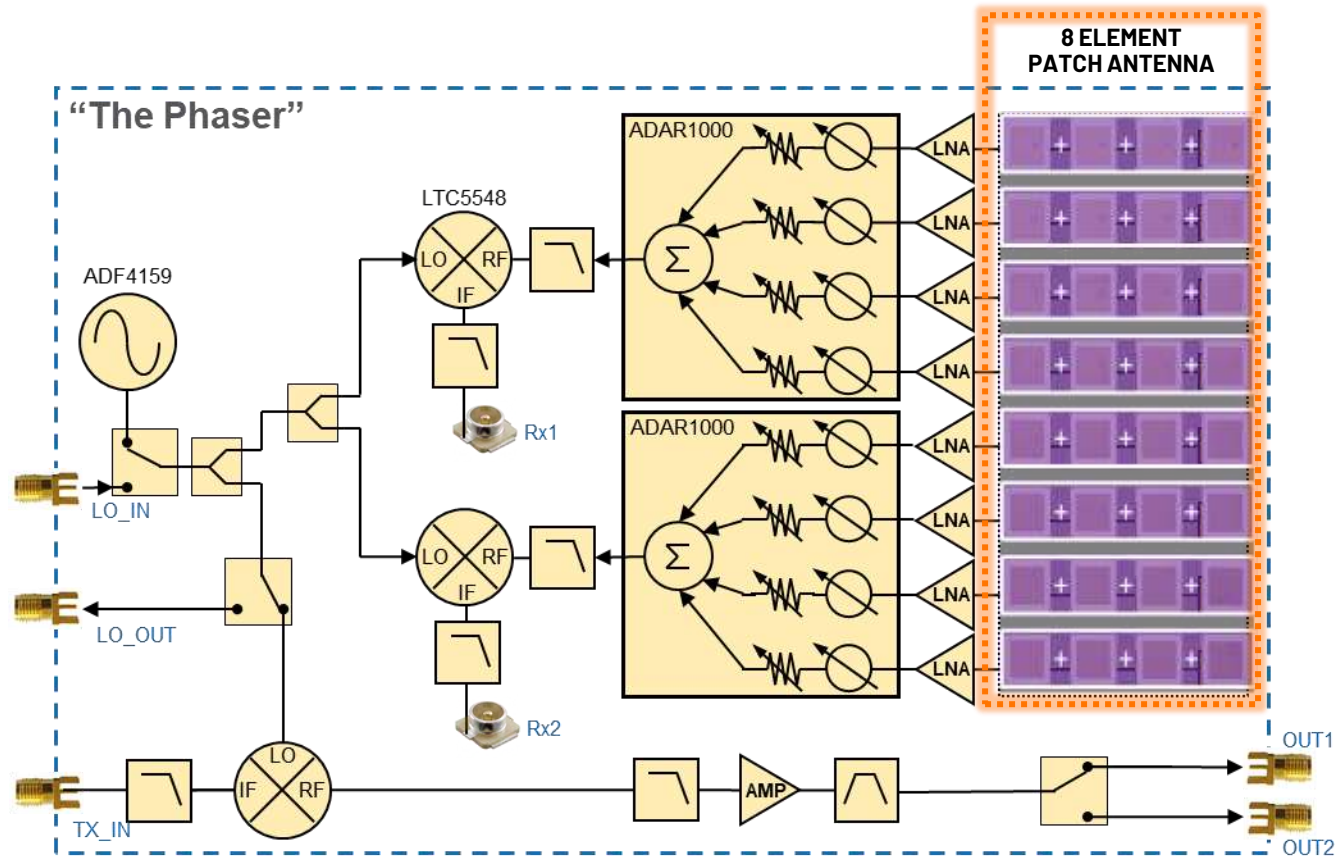 8 ELEMENT
PATCH ANTENNA
“The Phaser”
ADAR1000
LNA
LNA
LNA
LNA
Σ
LTC5548
LO
RF
IF
Rx1
ADF4159
ADAR1000
LNA
LNA
LNA
LNA
Σ
LO
RF
IF
Rx2
LO_IN
LO_OUT
TX_IN
IF
LO
RF
AMP
OUT1
OUT2